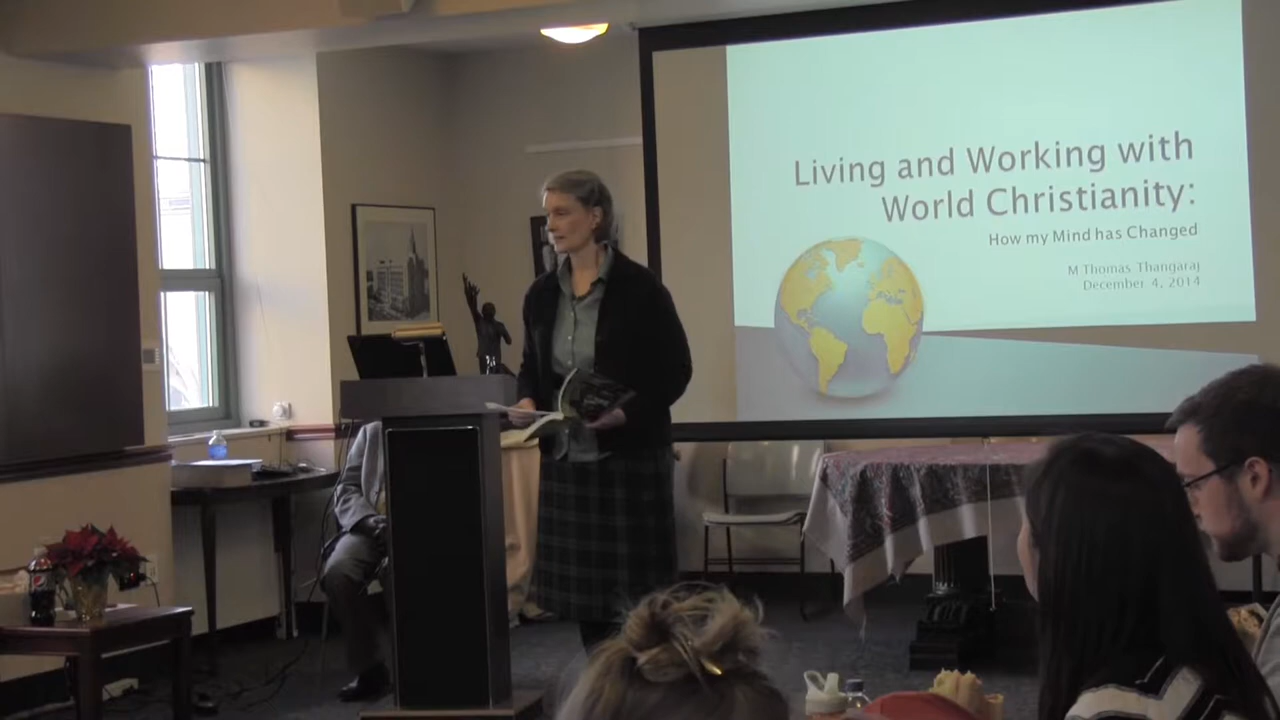 Living and Working with
World Christianity:
How my Mind has Changed
M Thomas Thangaraj
December 4, 2014